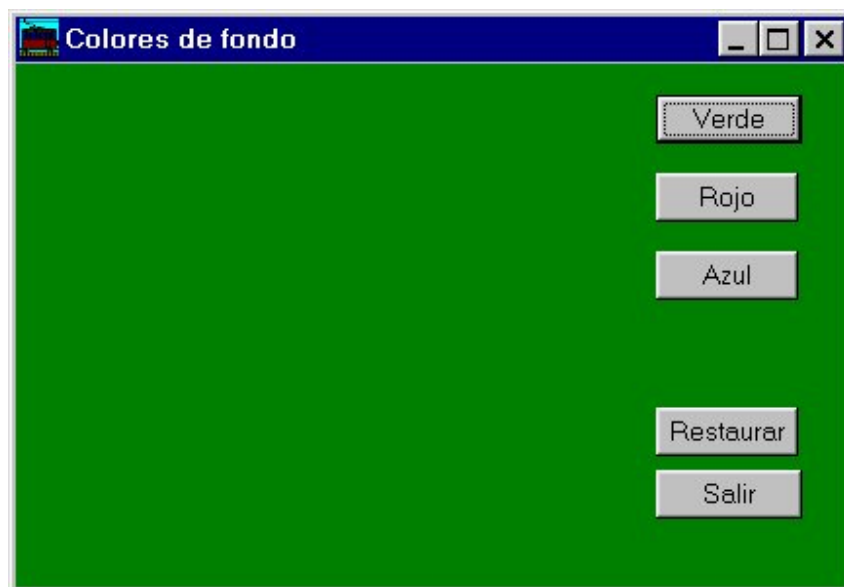 Colores de fondo
Verde
Rojo
Azul
Restaurar
Salir